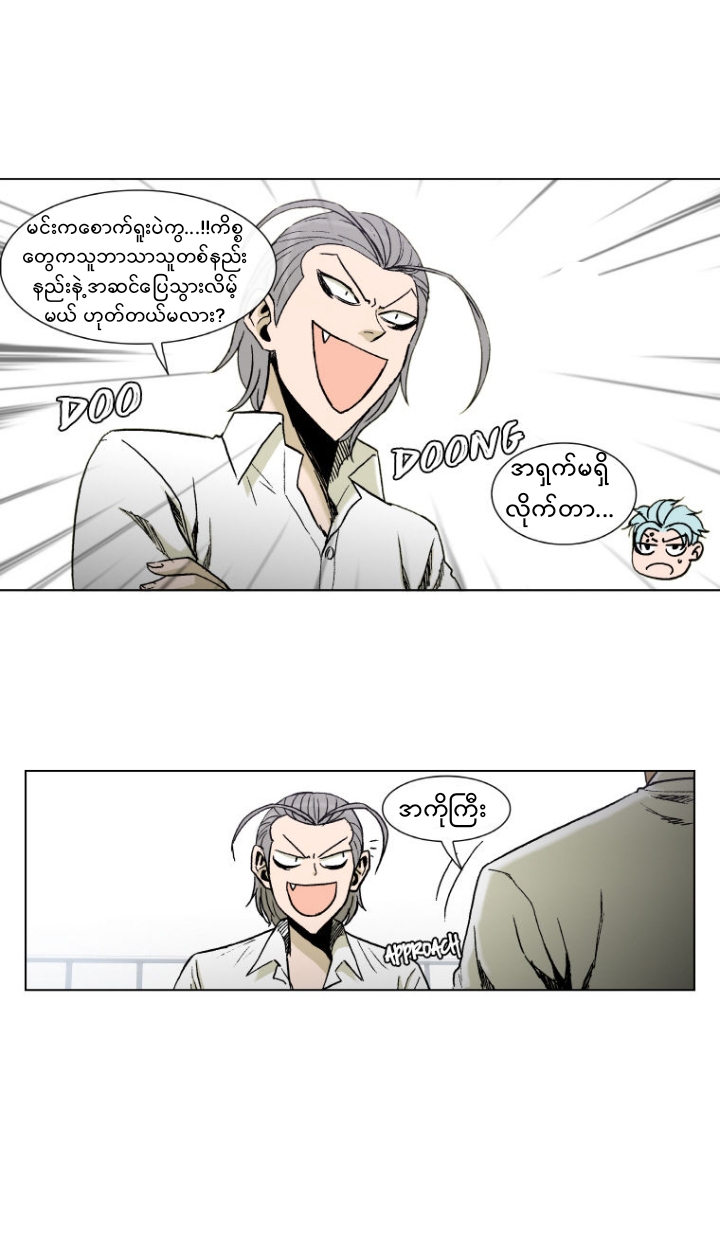 မင်းကစောက်ရူးပဲကွ...!!ကိစ္စ
တွေကသူဘာသာသူတစ်နည်း
နည်းနဲ့အဆင်ပြေသွားလိမ့်
မယ် ဟုတ်တယ်မလား?
DOO
DOONG
အရှက်မရှိ
လိုက်တာ...
အကိုကြီး
APPROACH